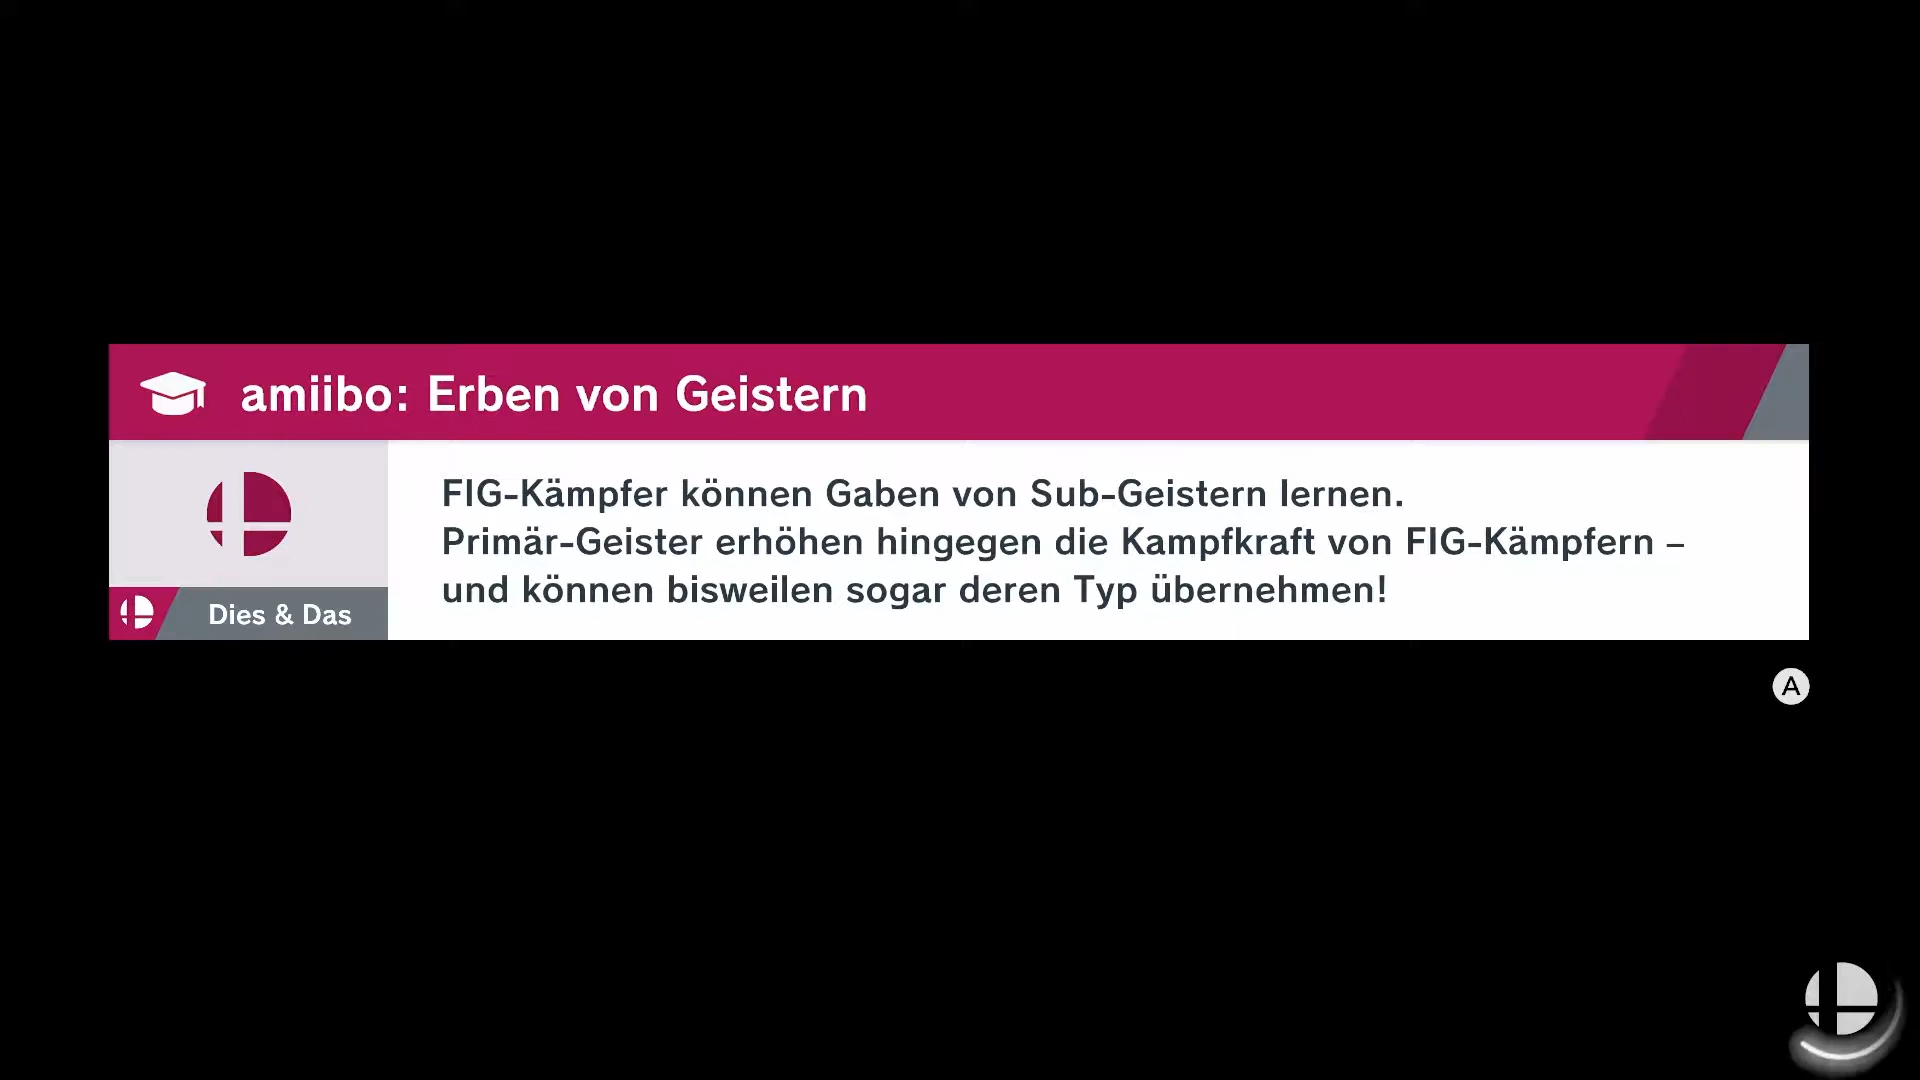 amiibo: Erben von Geistern
FIG-Kämpfer können Gaben von Sub-Geistern lernen.
Primär-Geister erhöhen hingegen die Kampfkraft von FIG-Kämpfern –
und können bisweilen sogar deren Typ übernehmen!
Dies & Das
A